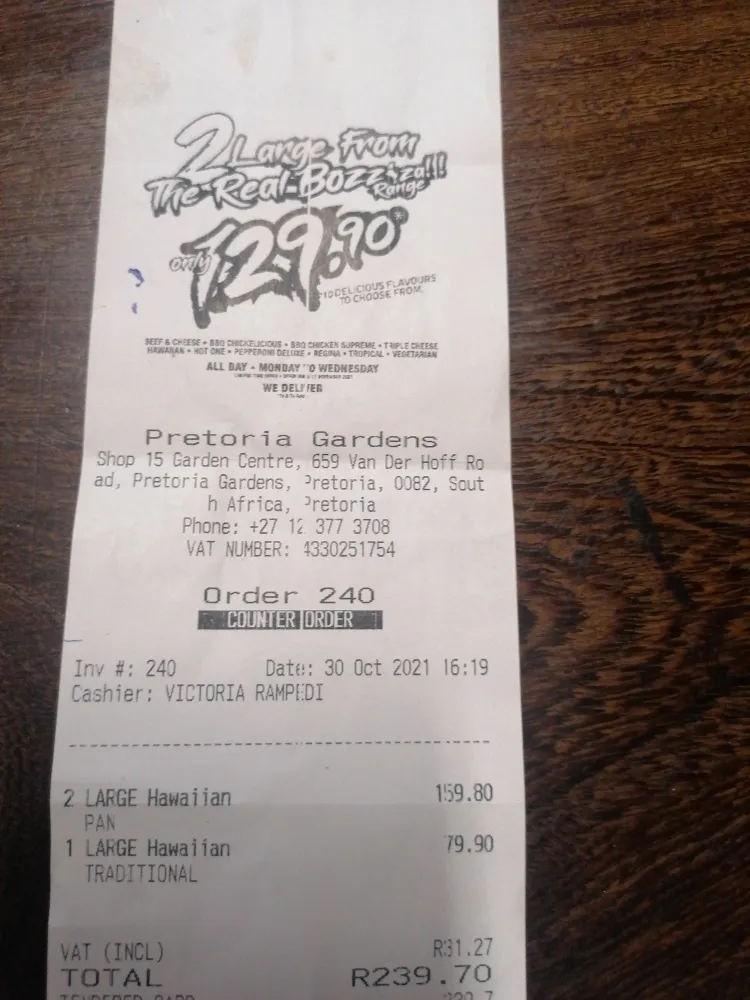 2 Large From
The Real Bozzza!!!
Range
only 129.90*
*10 DELICIOUS FLAVOURS
TO CHOOSE FROM.
BEEF & CHEESE • BBQ CHICKELICIOUS • BBQ CHICKEN SUPREME • TRIPLE CHEESE
HAWAIIAN • HOT ONE • PEPPERONI DELUXE • REGINA • TROPICAL • VEGETARIAN
ALL DAY • MONDAY TO WEDNESDAY
WE DELIVER
Pretoria Gardens
Shop 15 Garden Centre, 659 Van Der Hoff Ro
ad, Pretoria Gardens, Pretoria, 0082, Sout
h Africa, Pretoria
Phone: +27 12 377 3708
VAT NUMBER: 4330251754
Order 240
COUNTER ORDER
Inv #: 240 Date: 30 Oct 2021 16:19
Cashier: VICTORIA RAMPEDI
2 LARGE Hawaiian 159.80
PAN
1 LARGE Hawaiian 79.90
TRADITIONAL
VAT (INCL) R31.27
TOTAL R239.70
TENDERED CARD